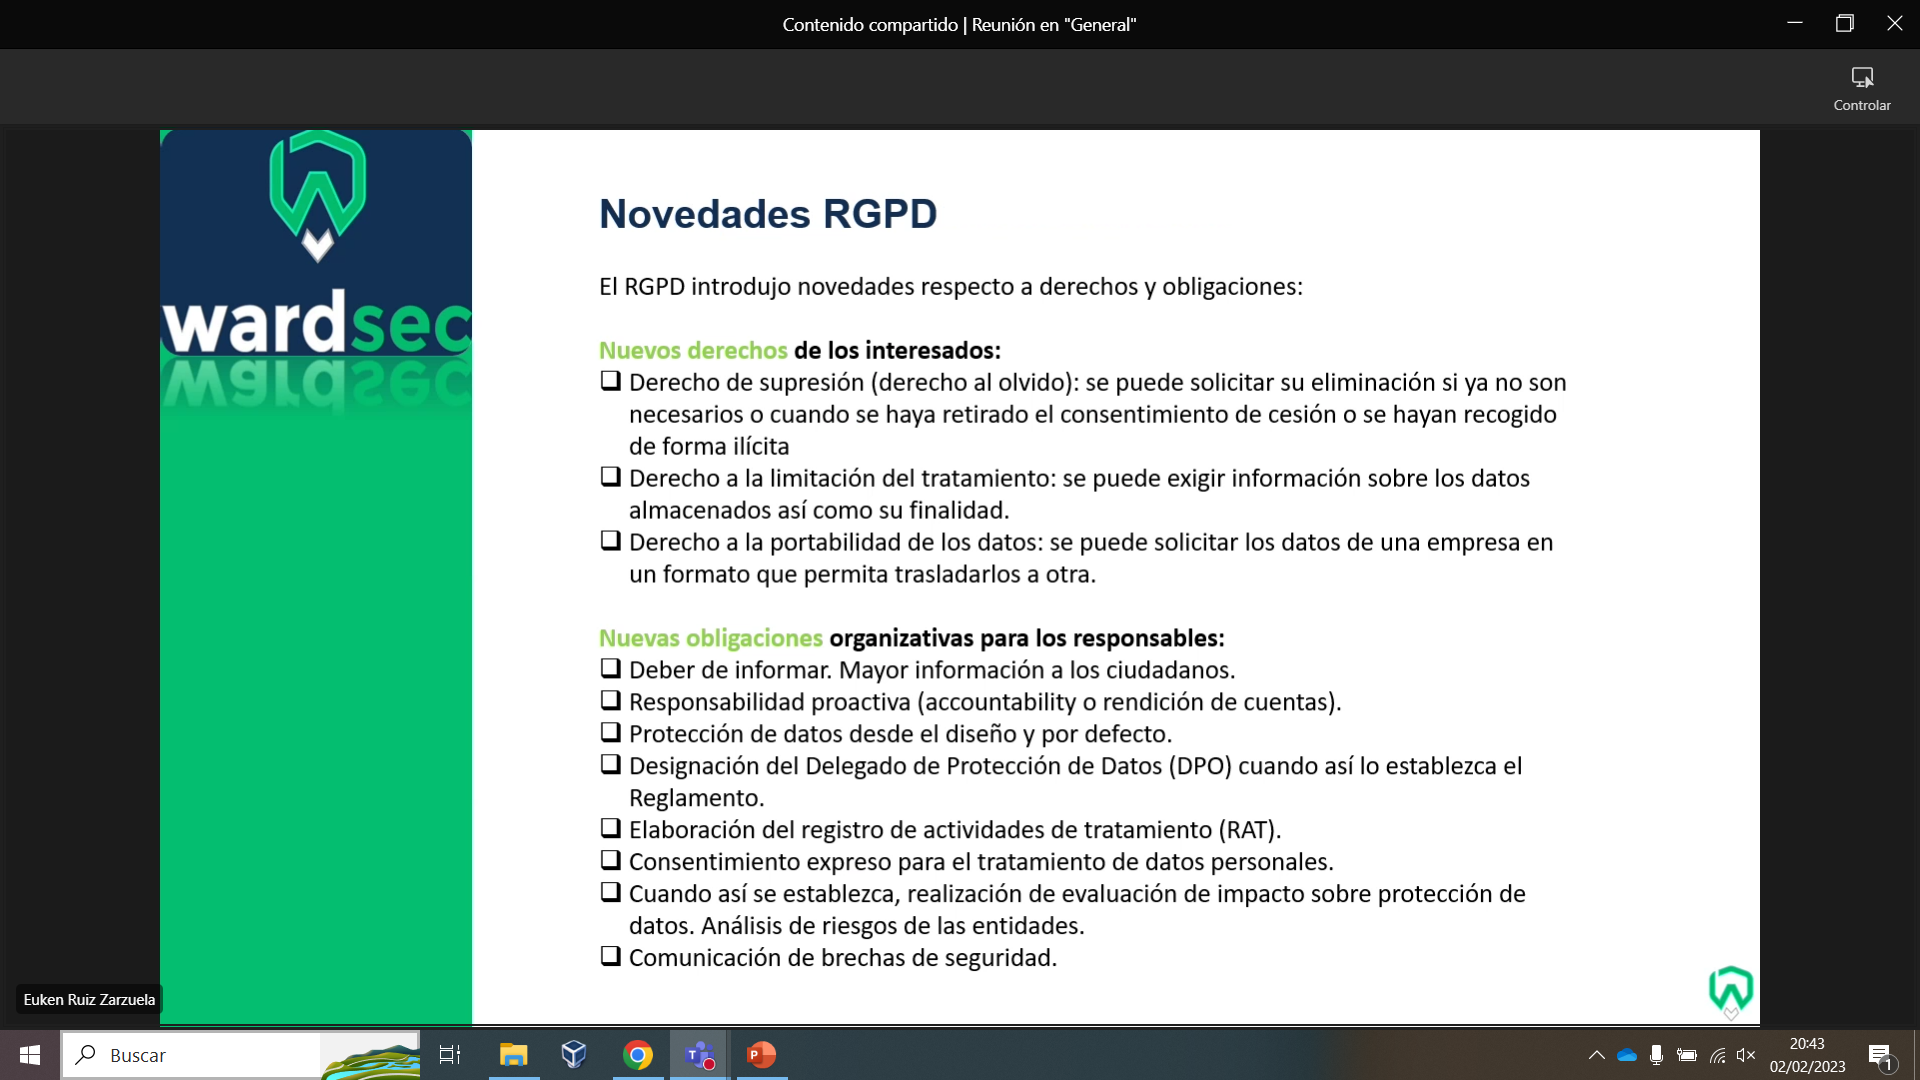 Contenido compartido | Reunión en "General"
Controlar
wardsec
Novedades RGPD
El RGPD introdujo novedades respecto a derechos y obligaciones:
Nuevos derechos de los interesados:
❑ Derecho de supresión (derecho al olvido): se puede solicitar su eliminación si ya no son
necesarios o cuando se haya retirado el consentimiento de cesión o se hayan recogido
de forma ilícita
❑ Derecho a la limitación del tratamiento: se puede exigir información sobre los datos
almacenados así como su finalidad.
❑ Derecho a la portabilidad de los datos: se puede solicitar los datos de una empresa en
un formato que permita trasladarlos a otra.
Nuevas obligaciones organizativas para los responsables:
❑ Deber de informar. Mayor información a los ciudadanos.
❑ Responsabilidad proactiva (accountability o rendición de cuentas).
❑ Protección de datos desde el diseño y por defecto.
❑ Designación del Delegado de Protección de Datos (DPO) cuando así lo establezca el
Reglamento.
❑ Elaboración del registro de actividades de tratamiento (RAT).
❑ Consentimiento expreso para el tratamiento de datos personales.
❑ Cuando así se establezca, realización de evaluación de impacto sobre protección de
datos. Análisis de riesgos de las entidades.
❑ Comunicación de brechas de seguridad.
Euken Ruiz Zarzuela
Buscar
20:43
02/02/2023
1